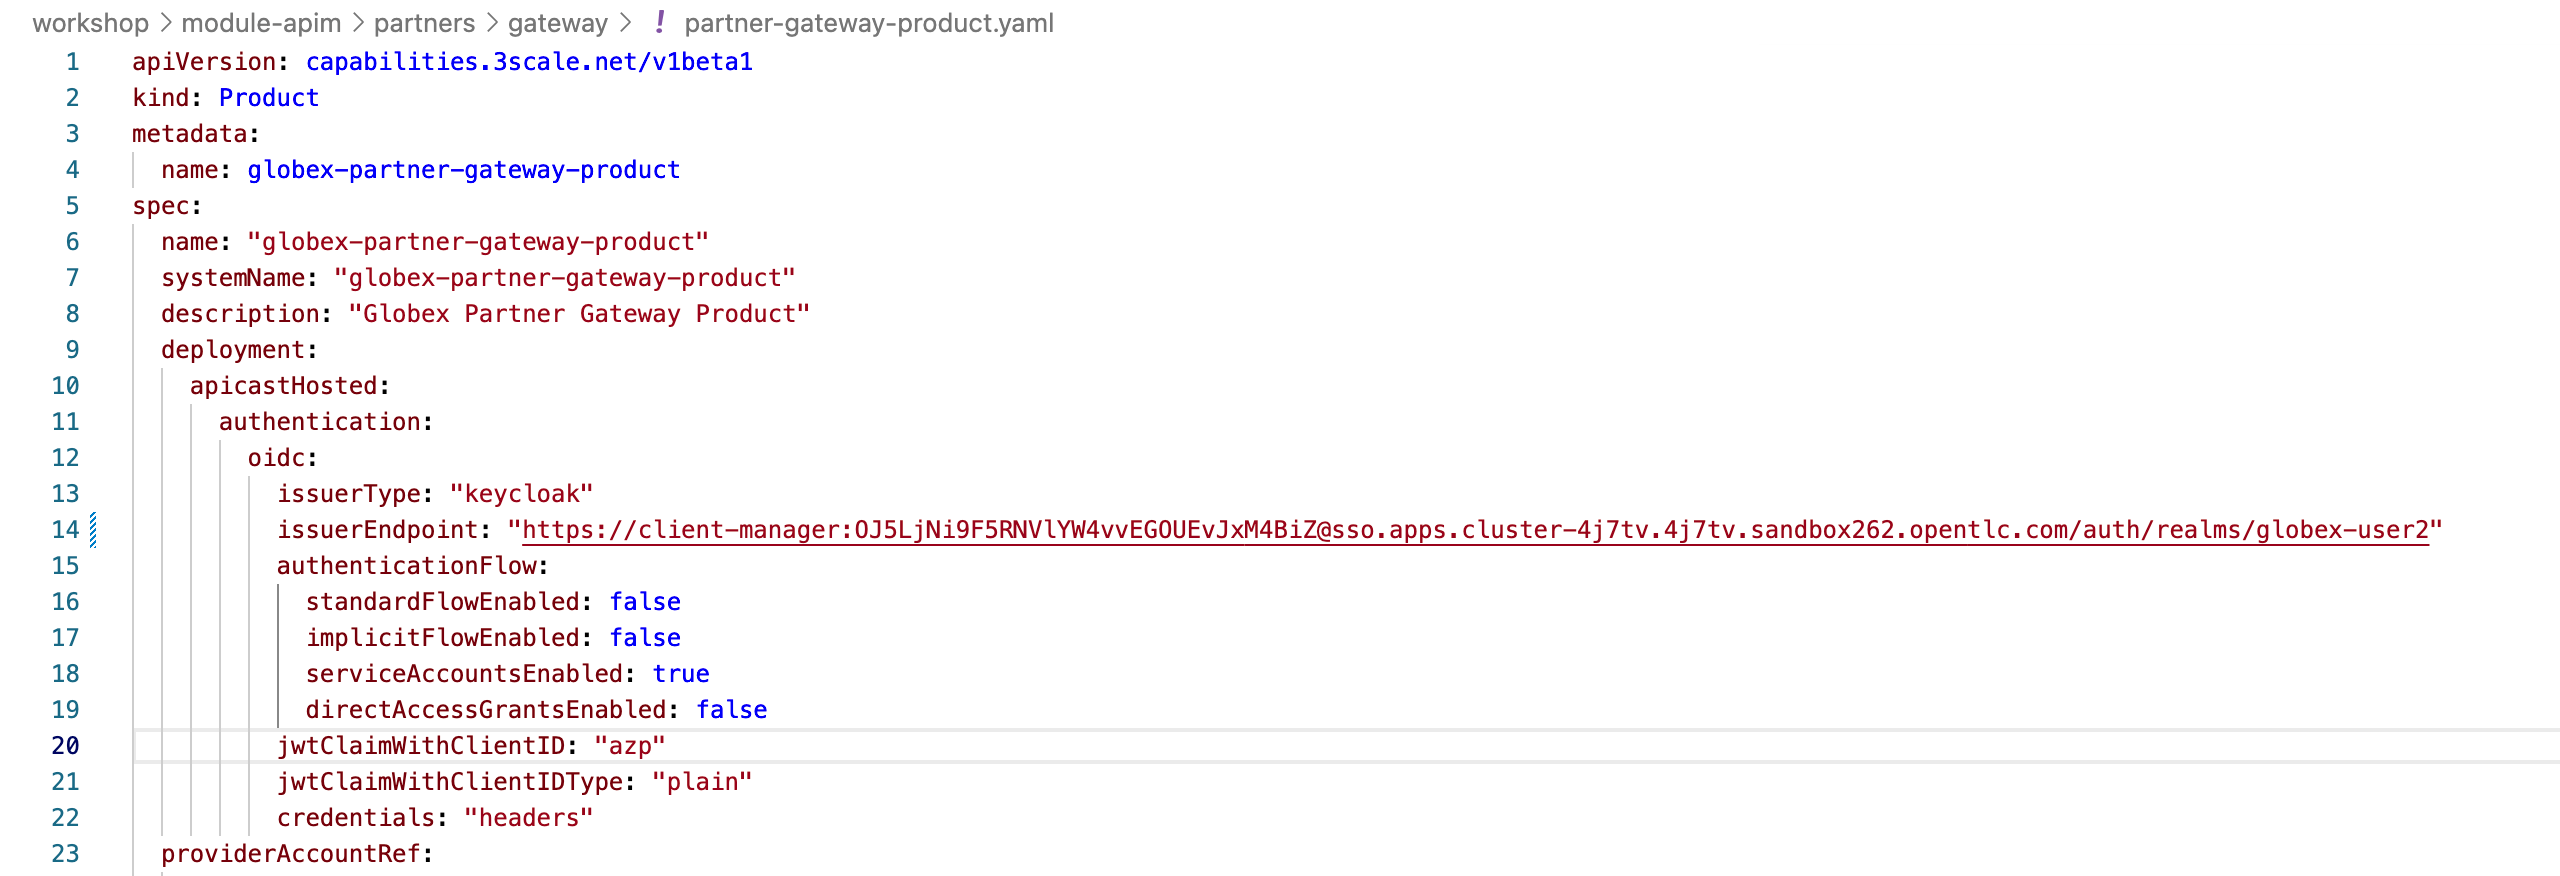 workshop > module-apim > partners > gateway > ! partner-gateway-product.yaml
1 apiVersion: capabilities.3scale.net/v1beta1
2 kind: Product
3 metadata:
4   name: globex-partner-gateway-product
5 spec:
6   name: "globex-partner-gateway-product"
7   systemName: "globex-partner-gateway-product"
8   description: "Globex Partner Gateway Product"
9   deployment:
10     apicastHosted:
11       authentication:
12         oidc:
13           issuerType: "keycloak"
14           issuerEndpoint: "https://client-manager:OJ5LjNi9F5RNVlYW4vvEGOUEvJxM4BiZ@sso.apps.cluster-4j7tv.4j7tv.sandbox262.opentlc.com/auth/realms/globex-user2"
15           authenticationFlow:
16             standardFlowEnabled: false
17             implicitFlowEnabled: false
18             serviceAccountsEnabled: true
19             directAccessGrantsEnabled: false
20           jwtClaimWithClientID: "azp"
21           jwtClaimWithClientIDType: "plain"
22           credentials: "headers"
23   providerAccountRef: